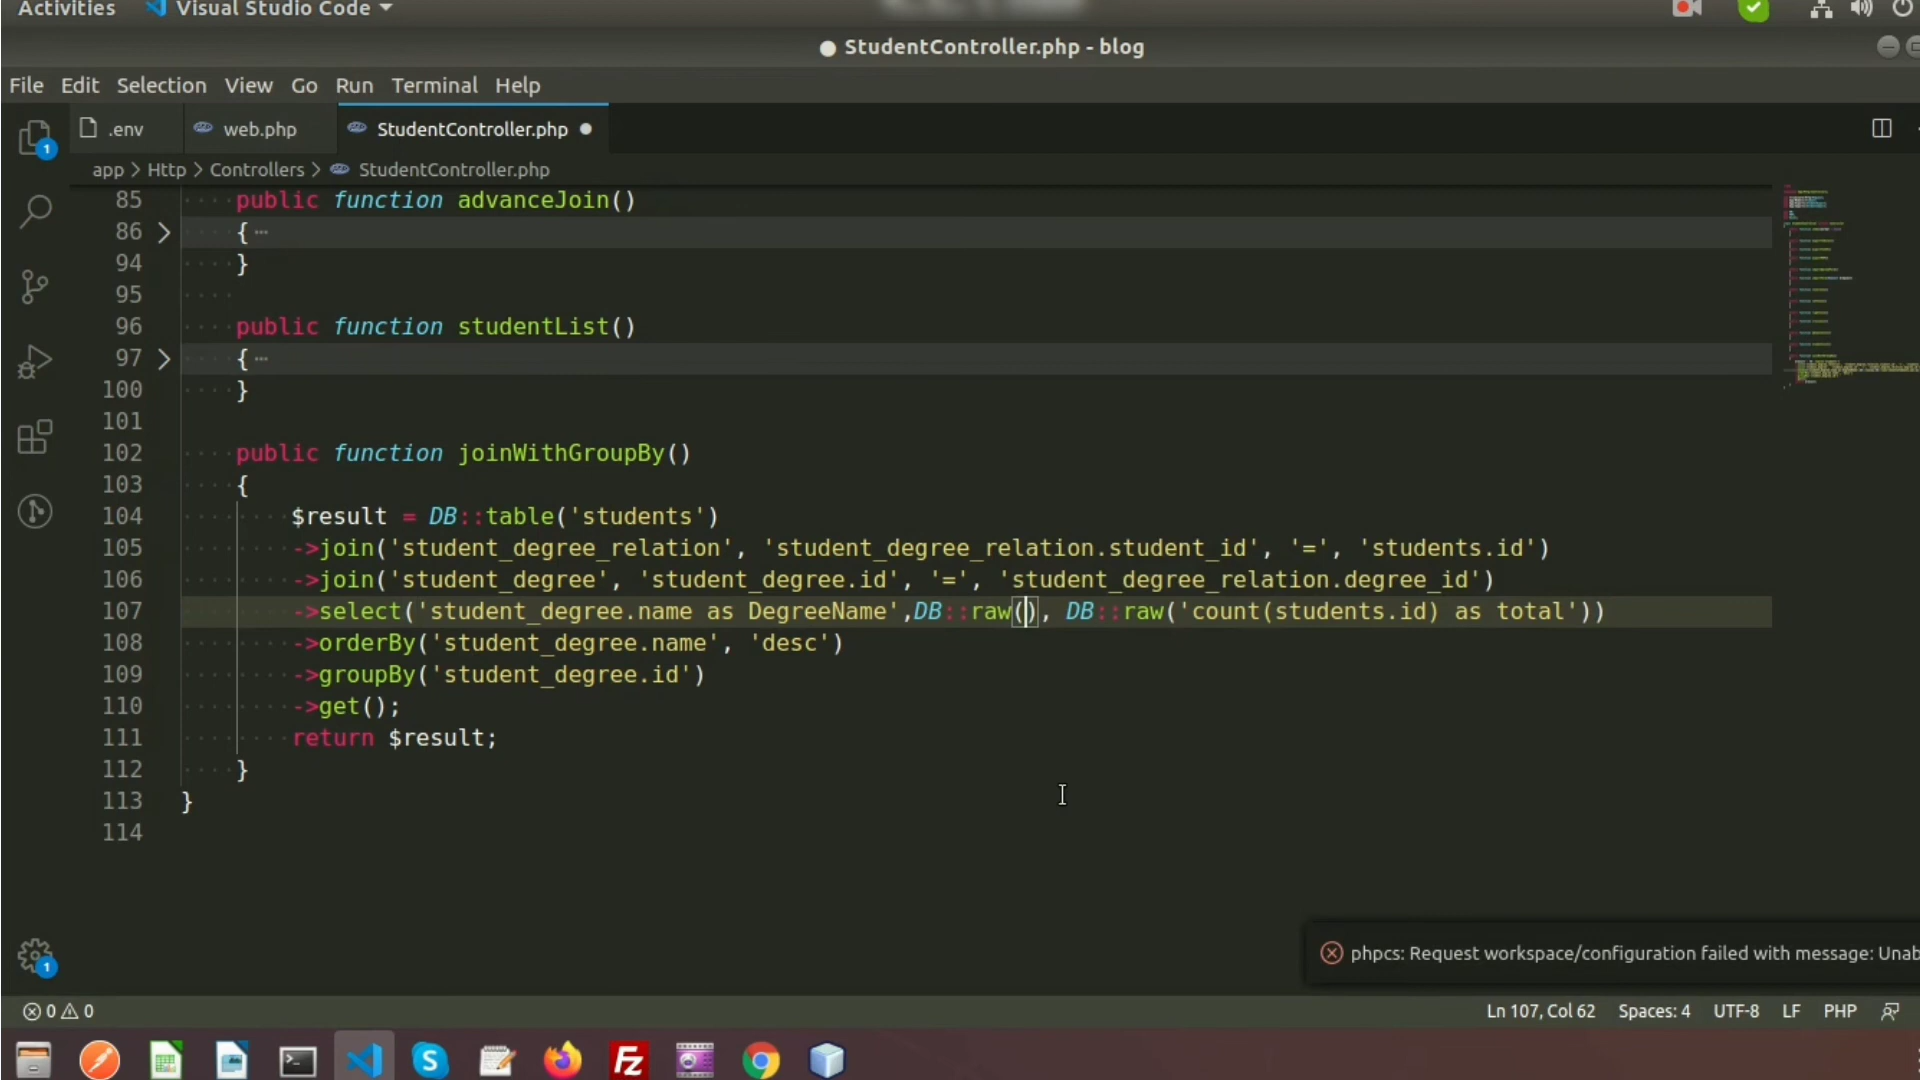 Activities Visual Studio Code
StudentController.php - blog
File Edit Selection View Go Run Terminal Help
.env web.php StudentController.php
app > Http > Controllers > StudentController.php
85 public function advanceJoin()
86 { …
94 }
95
96 public function studentList()
97 { …
100 }
101
102 public function joinWithGroupBy()
103 {
104 $result = DB::table('students')
105 ->join('student_degree_relation', 'student_degree_relation.student_id', '=', 'students.id')
106 ->join('student_degree', 'student_degree.id', '=', 'student_degree_relation.degree_id')
107 ->select('student_degree.name as DegreeName',DB::raw(), DB::raw('count(students.id) as total'))
108 ->orderBy('student_degree.name', 'desc')
109 ->groupBy('student_degree.id')
110 ->get();
111 return $result;
112 }
113 }
114
1
1
phpcs: Request workspace/configuration failed with message: Unab
0 0 Ln 107, Col 62 Spaces: 4 UTF-8 LF PHP